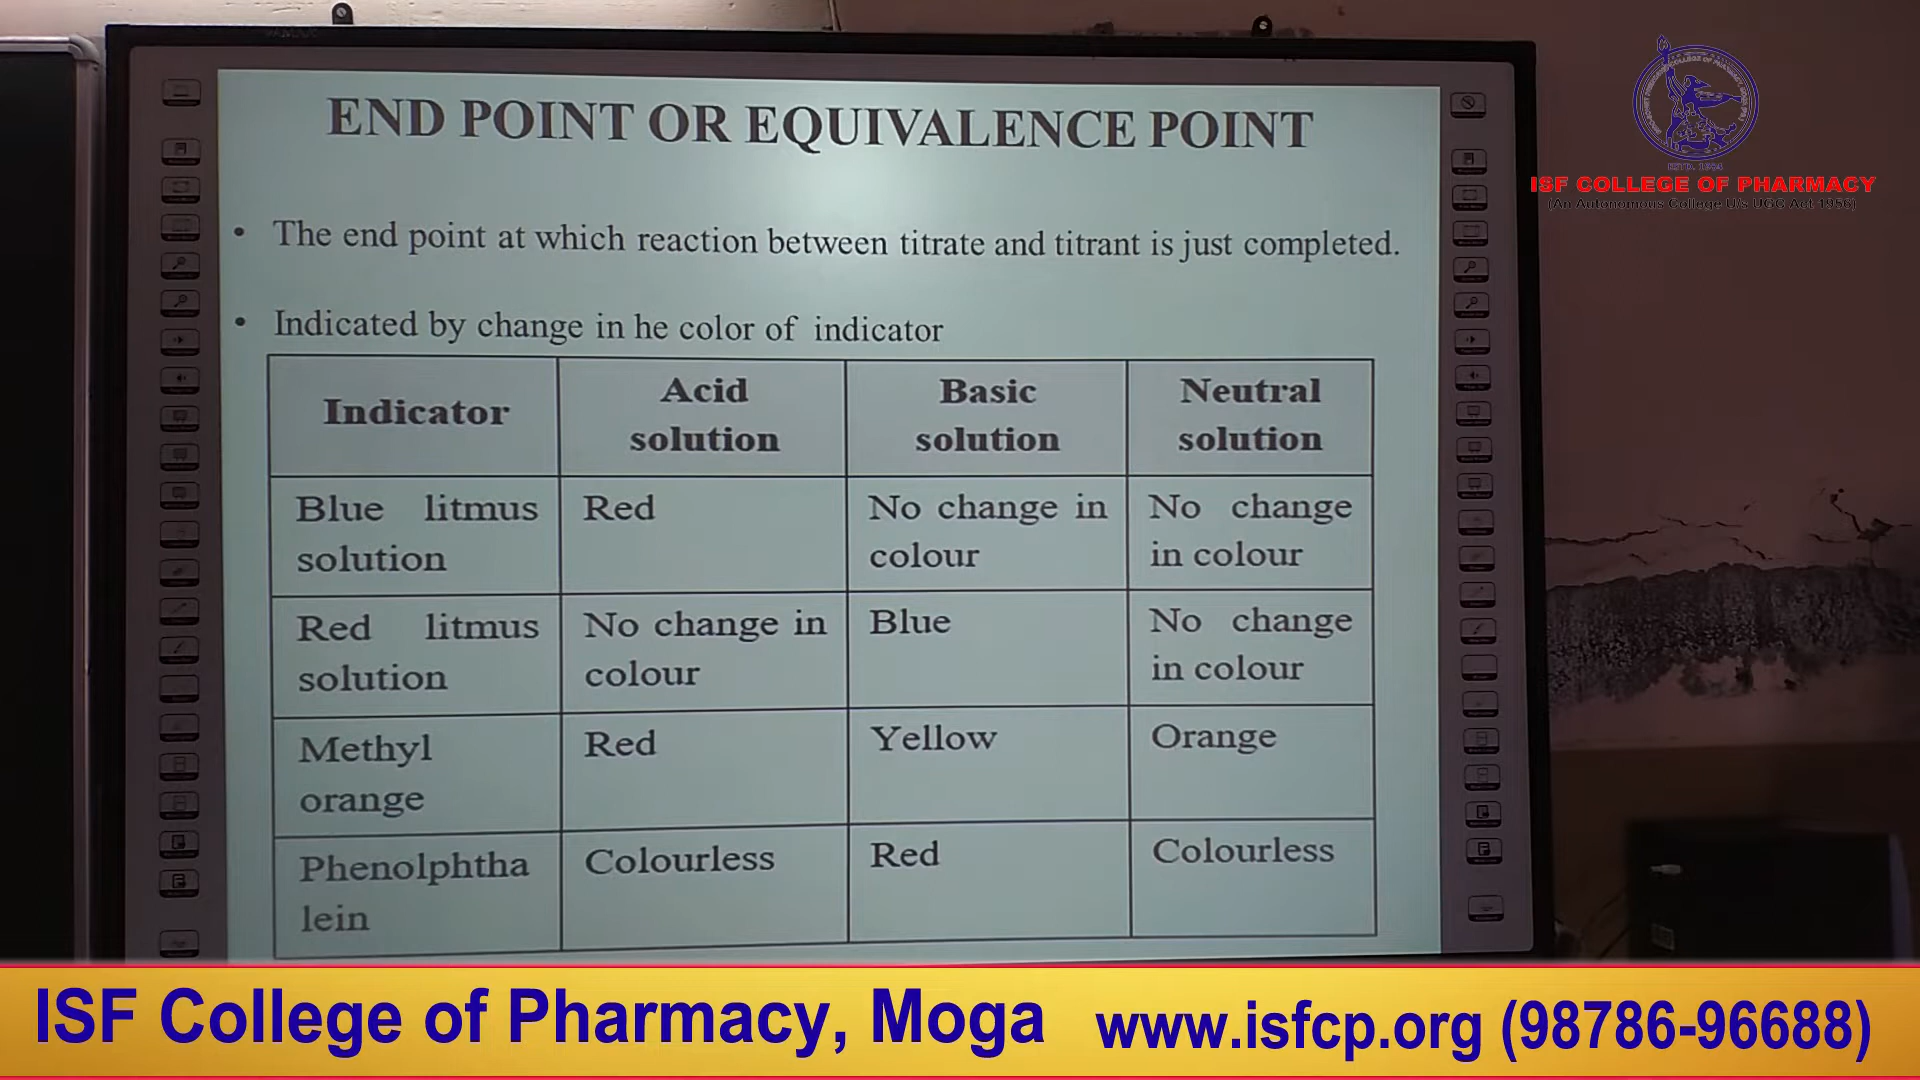 END POINT OR EQUIVALENCE POINT
• The end point at which reaction between titrate and titrant is just completed.
• Indicated by change in he color of indicator
Indicator
Acid
solution
Basic
solution
Neutral
solution
Blue litmus
solution
Red
No change in
colour
No change
in colour
Red litmus
solution
No change in
colour
Blue
No change
in colour
Methyl
orange
Red
Yellow
Orange
Phenolphtha
lein
Colourless
Red
Colourless
ISF COLLEGE OF PHARMACY
(An Autonomous College U/s UGC Act 1956)
ISF College of Pharmacy, Moga www.isfcp.org (98786-96688)